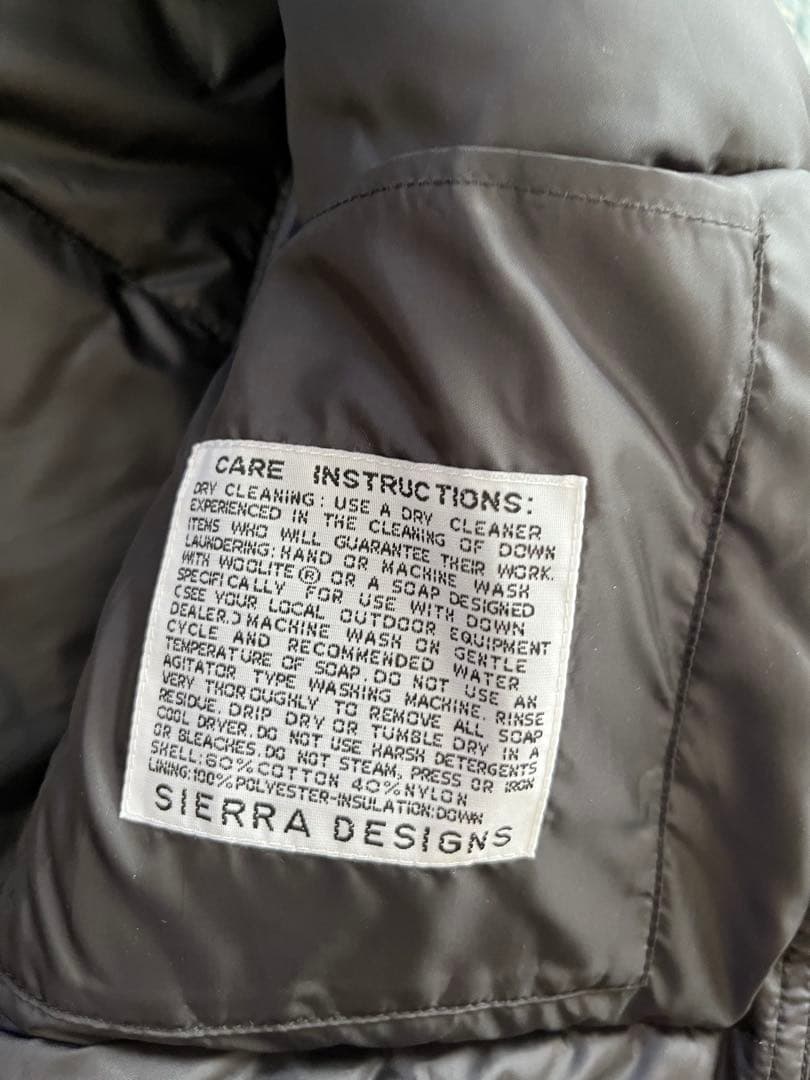 CARE INSTRUCTIONS:
DRY CLEANING: USE A DRY CLEANER
EXPERIENCED IN THE CLEANING OF DOWN
ITEMS WHO WILL GUARANTEE THEIR WORK.
LAUNDERING: HAND OR MACHINE WASH
WITH WOOLITE® OR A SOAP DESIGNED
SPECIFICALLY FOR USE WITH DOWN
(SEE YOUR LOCAL OUTDOOR EQUIPMENT
DEALER.) MACHINE WASH ON GENTLE
CYCLE AND RECOMMENDED WATER
TEMPERATURE OF SOAP. DO NOT USE AN
AGITATOR TYPE WASHING MACHINE. RINSE
VERY THOROUGHLY TO REMOVE ALL SOAP
RESIDUE. DRIP DRY OR TUMBLE DRY IN A
COOL DRYER. DO NOT USE HARSH DETERGENTS
OR BLEACHES. DO NOT STEAM, PRESS OR IRON
SHELL: 60% COTTON 40% NYLON
LINING: 100% POLYESTER-INSULATION: DOWN
SIERRA DESIGNS